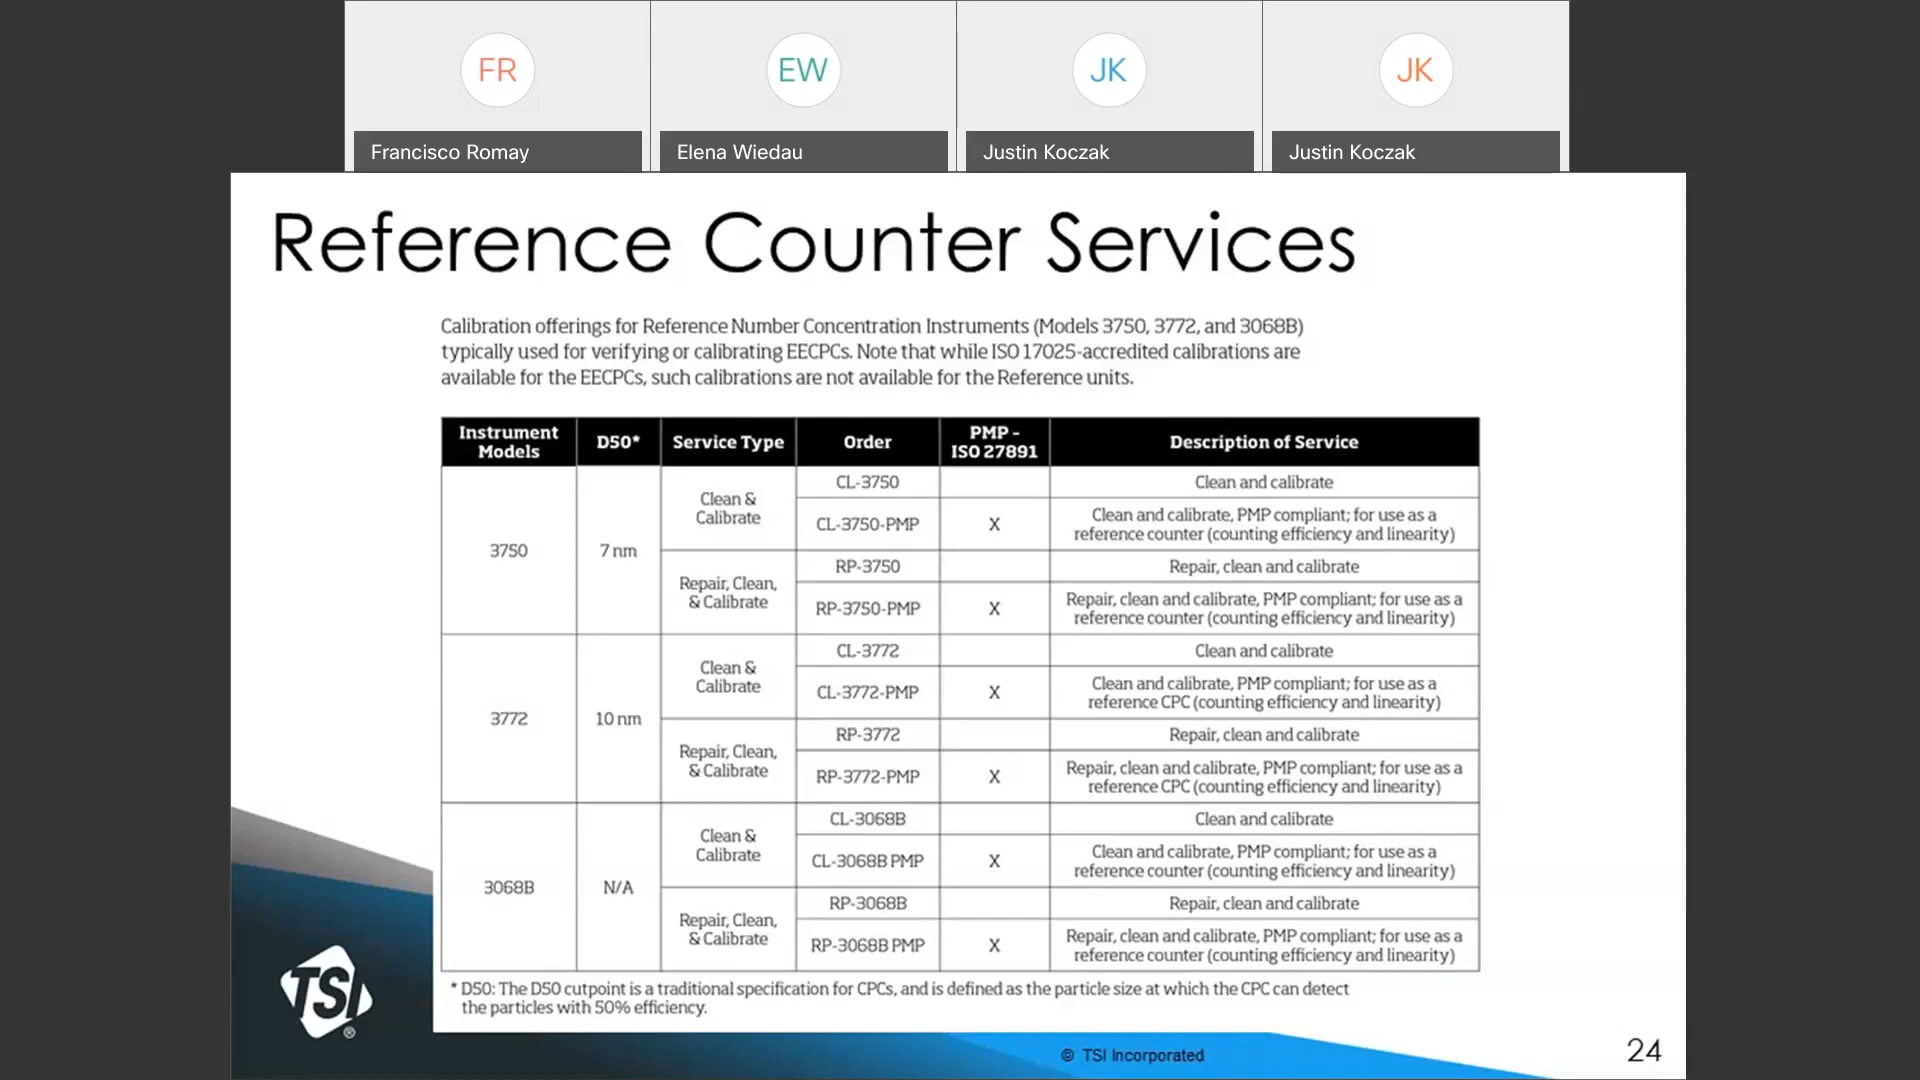 FR
EW
JK
JK
Francisco Romay
Elena Wiedau
Justin Koczak
Justin Koczak
Reference Counter Services
Calibration offerings for Reference Number Concentration Instruments (Models 3750, 3772, and 3068B)
typically used for verifying or calibrating EECPCs. Note that while ISO 17025-accredited calibrations are
available for the EECPCs, such calibrations are not available for the Reference units.
Instrument
Models
D50*
Service Type
Order
PMP -
ISO 27891
Description of Service
3750
7 nm
Clean &
Calibrate
CL-3750
Clean and calibrate
CL-3750-PMP
X
Clean and calibrate, PMP compliant; for use as a
reference counter (counting efficiency and linearity)
Repair, Clean,
& Calibrate
RP-3750
Repair, clean and calibrate
RP-3750-PMP
X
Repair, clean and calibrate, PMP compliant; for use as a
reference counter (counting efficiency and linearity)
3772
10 nm
Clean &
Calibrate
CL-3772
Clean and calibrate
CL-3772-PMP
X
Clean and calibrate, PMP compliant; for use as a
reference CPC (counting efficiency and linearity)
Repair, Clean,
& Calibrate
RP-3772
Repair, clean and calibrate
RP-3772-PMP
X
Repair, clean and calibrate, PMP compliant; for use as a
reference CPC (counting efficiency and linearity)
3068B
N/A
Clean &
Calibrate
CL-3068B
Clean and calibrate
CL-3068B PMP
X
Clean and calibrate, PMP compliant; for use as a
reference counter (counting efficiency and linearity)
Repair, Clean,
& Calibrate
RP-3068B
Repair, clean and calibrate
RP-3068B PMP
X
Repair, clean and calibrate, PMP compliant; for use as a
reference counter (counting efficiency and linearity)
* D50: The D50 cutpoint is a traditional specification for CPCs, and is defined as the particle size at which the CPC can detect
the particles with 50% efficiency.
TSI®
© TSI Incorporated
24